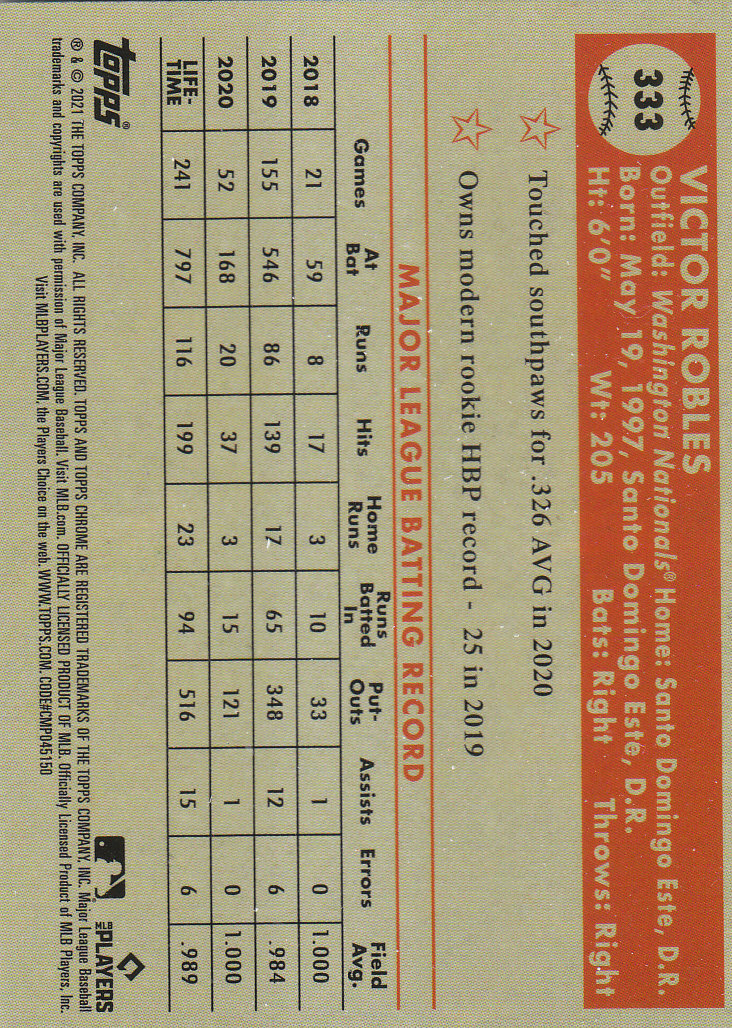 333
VICTOR ROBLES
Outfield: Washington Nationals® Home: Santo Domingo Este, D.R.
Born: May 19, 1997, Santo Domingo Este, D.R.
Ht: 6'0" Wt: 205 Bats: Right Throws: Right
Touched southpaws for .326 AVG in 2020
Owns modern rookie HBP record - 25 in 2019
MAJOR LEAGUE BATTING RECORD
Games At Bat Runs Hits Home Runs Runs Batted In Put-Outs Assists Errors Field Avg.
2018 21 59 8 17 3 10 33 1 0 1.000
2019 155 546 86 139 17 65 348 12 6 .984
2020 52 168 20 37 3 15 121 1 0 1.000
LIFE-TIME 241 797 116 199 23 94 516 15 6 .989
topps® MLB PLAYERS
® & © 2021 THE TOPPS COMPANY, INC. ALL RIGHTS RESERVED. TOPPS AND TOPPS CHROME ARE REGISTERED TRADEMARKS OF THE TOPPS COMPANY, INC. Major League Baseball
trademarks and copyrights are used with permission of Major League Baseball. Visit MLB.com. OFFICIALLY LICENSED PRODUCT OF MLB. Officially Licensed Product of MLB Players, Inc.
Visit MLBPLAYERS.COM, the Players Choice on the web. WWW.TOPPS.COM. CODE#CMP045150